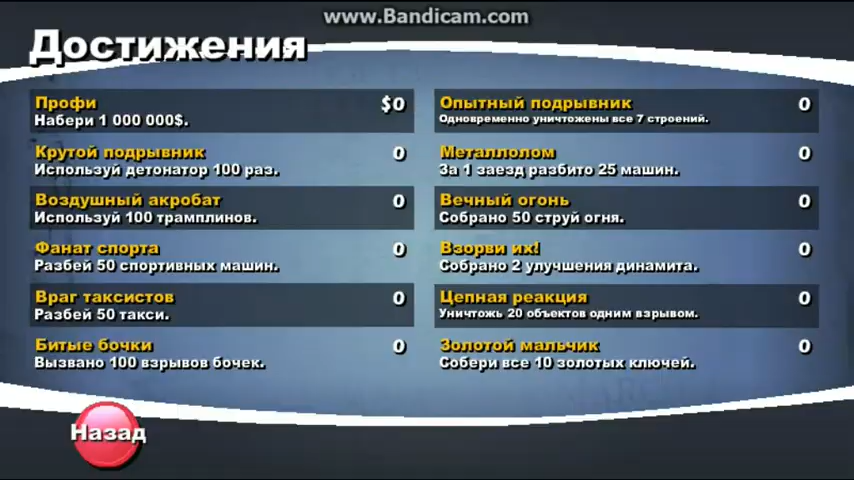 www.Bandicam.com
Достижения
Профи
$0
Набери 1 000 000$.
Крутой подрывник
0
Используй детонатор 100 раз.
Воздушный акробат
0
Используй 100 трамплинов.
Фанат спорта
0
Разбей 50 спортивных машин.
Враг таксистов
0
Разбей 50 такси.
Битые бочки
0
Вызвано 100 взрывов бочек.
Опытный подрывник
0
Одновременно уничтожены все 7 строений.
Металлолом
0
За 1 заезд разбито 25 машин.
Вечный огонь
0
Собрано 50 струй огня.
Взорви их!
0
Собрано 2 улучшения динамита.
Цепная реакция
0
Уничтожь 20 объектов одним взрывом.
Золотой мальчик
0
Собери все 10 золотых ключей.
Назад